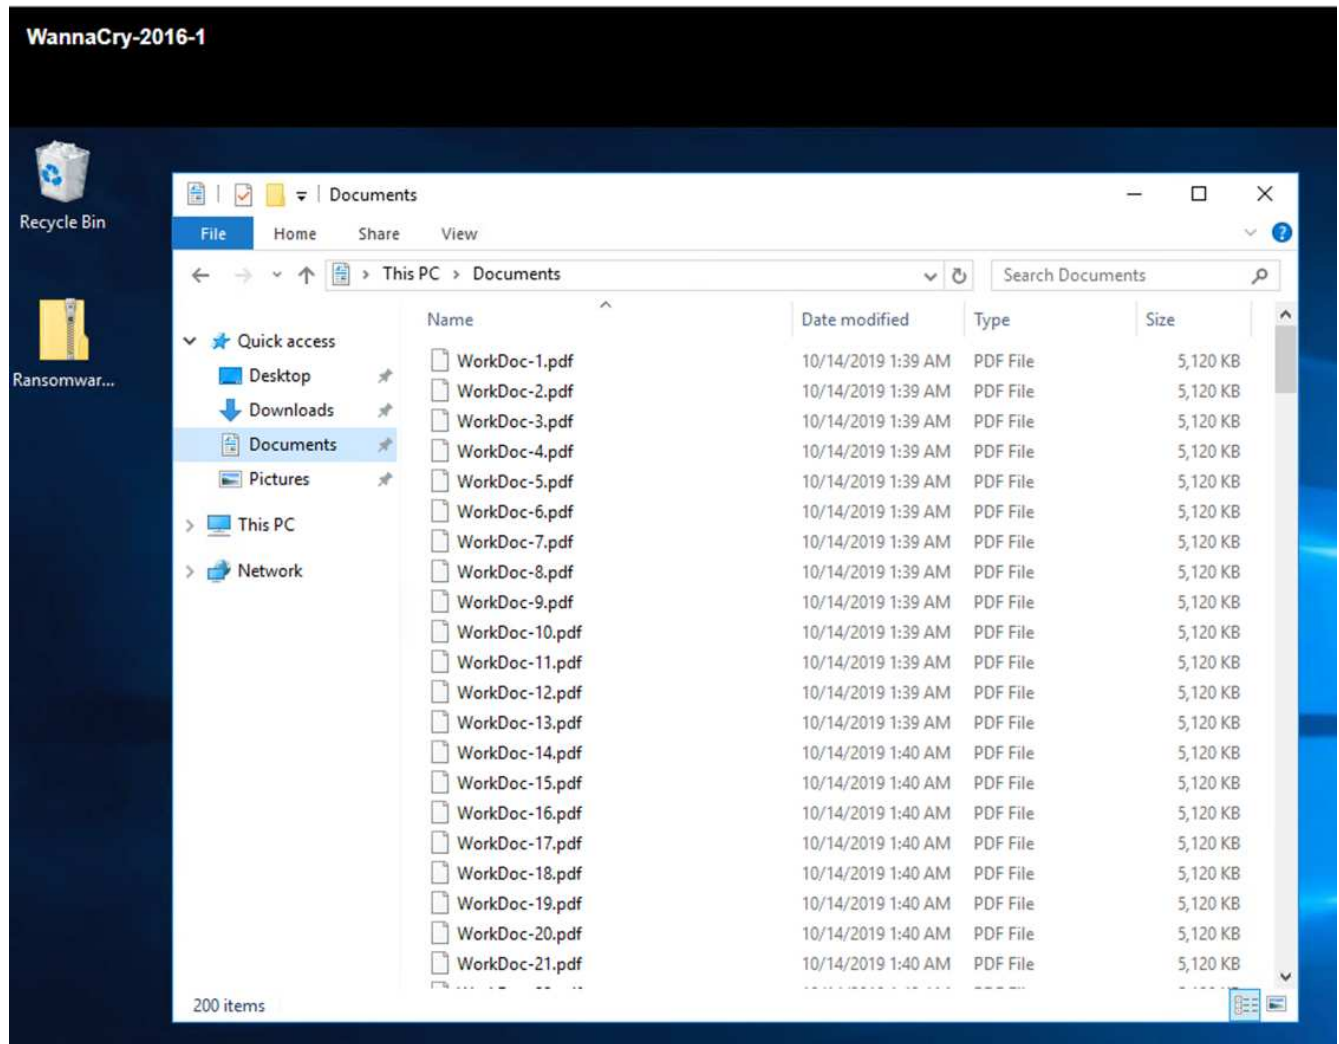 WannaCry-2016-1
Recycle Bin
Ransomwar...
Documents
File Home Share View
This PC > Documents
Search Documents
Name Date modified Type Size
Quick access
Desktop
Downloads
Documents
Pictures
This PC
Network
WorkDoc-1.pdf 10/14/2019 1:39 AM PDF File 5,120 KB
WorkDoc-2.pdf 10/14/2019 1:39 AM PDF File 5,120 KB
WorkDoc-3.pdf 10/14/2019 1:39 AM PDF File 5,120 KB
WorkDoc-4.pdf 10/14/2019 1:39 AM PDF File 5,120 KB
WorkDoc-5.pdf 10/14/2019 1:39 AM PDF File 5,120 KB
WorkDoc-6.pdf 10/14/2019 1:39 AM PDF File 5,120 KB
WorkDoc-7.pdf 10/14/2019 1:39 AM PDF File 5,120 KB
WorkDoc-8.pdf 10/14/2019 1:39 AM PDF File 5,120 KB
WorkDoc-9.pdf 10/14/2019 1:39 AM PDF File 5,120 KB
WorkDoc-10.pdf 10/14/2019 1:39 AM PDF File 5,120 KB
WorkDoc-11.pdf 10/14/2019 1:39 AM PDF File 5,120 KB
WorkDoc-12.pdf 10/14/2019 1:39 AM PDF File 5,120 KB
WorkDoc-13.pdf 10/14/2019 1:39 AM PDF File 5,120 KB
WorkDoc-14.pdf 10/14/2019 1:40 AM PDF File 5,120 KB
WorkDoc-15.pdf 10/14/2019 1:40 AM PDF File 5,120 KB
WorkDoc-16.pdf 10/14/2019 1:40 AM PDF File 5,120 KB
WorkDoc-17.pdf 10/14/2019 1:40 AM PDF File 5,120 KB
WorkDoc-18.pdf 10/14/2019 1:40 AM PDF File 5,120 KB
WorkDoc-19.pdf 10/14/2019 1:40 AM PDF File 5,120 KB
WorkDoc-20.pdf 10/14/2019 1:40 AM PDF File 5,120 KB
WorkDoc-21.pdf 10/14/2019 1:40 AM PDF File 5,120 KB
200 items